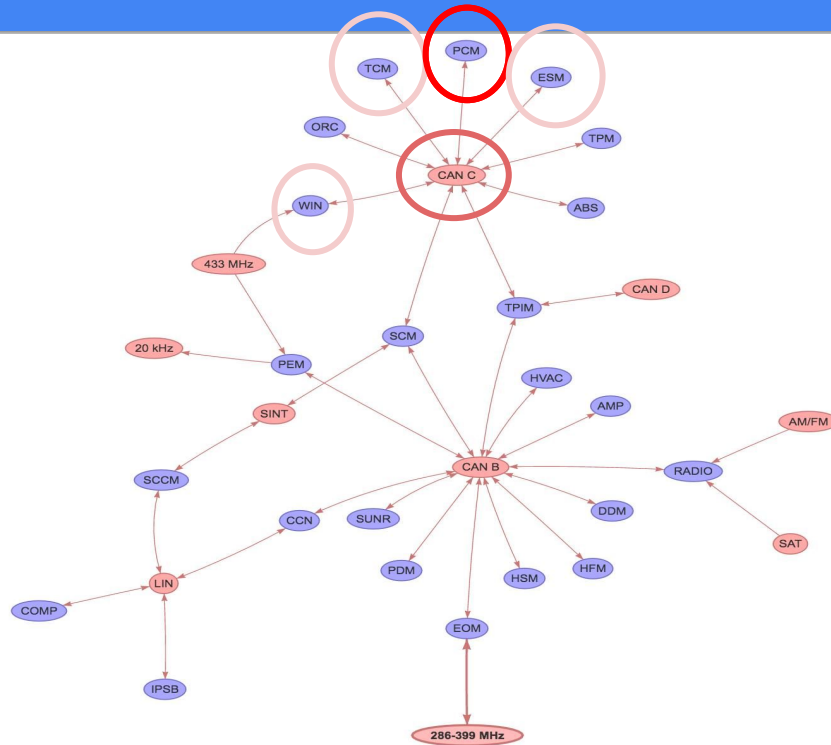 PCM
TCM
ESM
ORC
TPM
CAN C
WIN
ABS
433 MHz
CAN D
TPIM
SCM
20 kHz
PEM
HVAC
AMP
SINT
AM/FM
CAN B
RADIO
SCCM
DDM
CCN
SUNR
SAT
PDM
HFM
HSM
LIN
COMP
EOM
IPSB
286-399 MHz